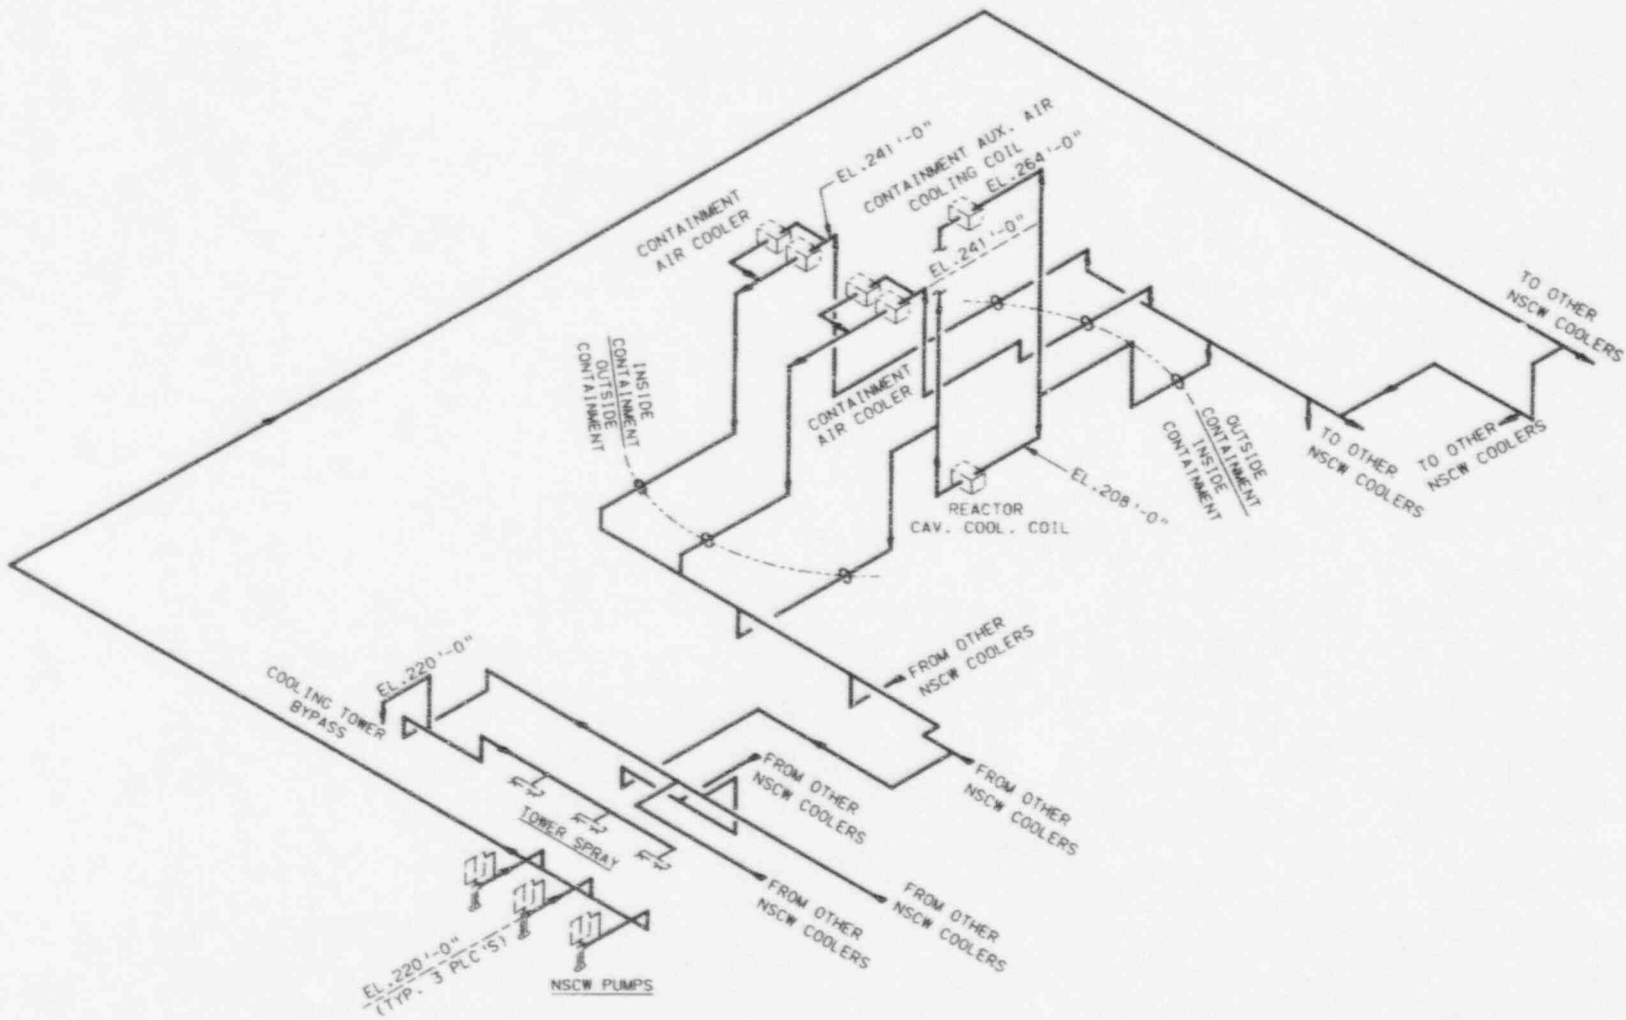 EL.241'-0"
CONTAINMENT AUX. AIR
COOLING COIL
EL.264'-0"
CONTAINMENT
AIR COOLER
EL.241'-0"
TO OTHER
NSCW COOLERS
INSIDE
CONTAINMENT
OUTSIDE
CONTAINMENT
CONTAINMENT
AIR COOLER
OUTSIDE
CONTAINMENT
INSIDE
CONTAINMENT
TO OTHER
NSCW COOLERS
TO OTHER
NSCW COOLERS
EL.208'-0"
REACTOR
CAV. COOL. COIL
FROM OTHER
NSCW COOLERS
EL.220'-0"
COOLING TOWER
BYPASS
FROM OTHER
NSCW COOLERS
FROM OTHER
NSCW COOLERS
TOWER SPRAY
FROM OTHER
NSCW COOLERS
FROM OTHER
NSCW COOLERS
EL.220'-0"
(TYP. 3 PLC'S)
NSCW PUMPS